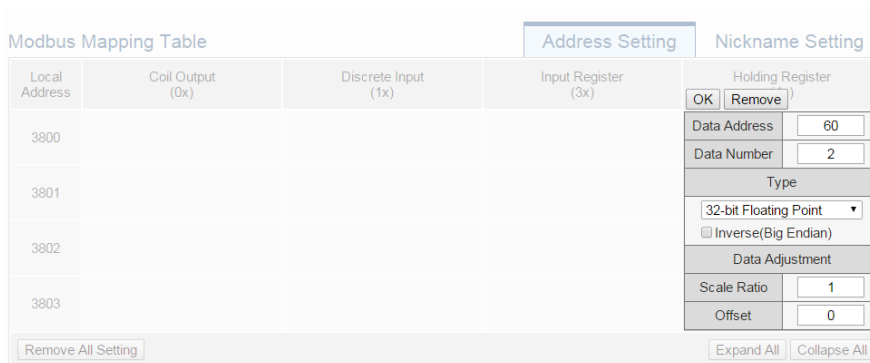 Modbus Mapping Table
Address Setting
Nickname Setting
Local Address
Coil Output (0x)
Discrete Input (1x)
Input Register (3x)
Holding Register
OK Remove
3800
Data Address 60
Data Number 2
Type
3801
32-bit Floating Point
Inverse(Big Endian)
3802
Data Adjustment
3803
Scale Ratio 1
Offset 0
Remove All Setting
Expand All
Collapse All